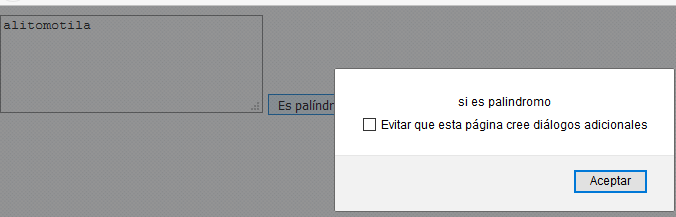 alitomotila
Es palíndr
si es palindromo
Evitar que esta página cree diálogos adicionales
Aceptar